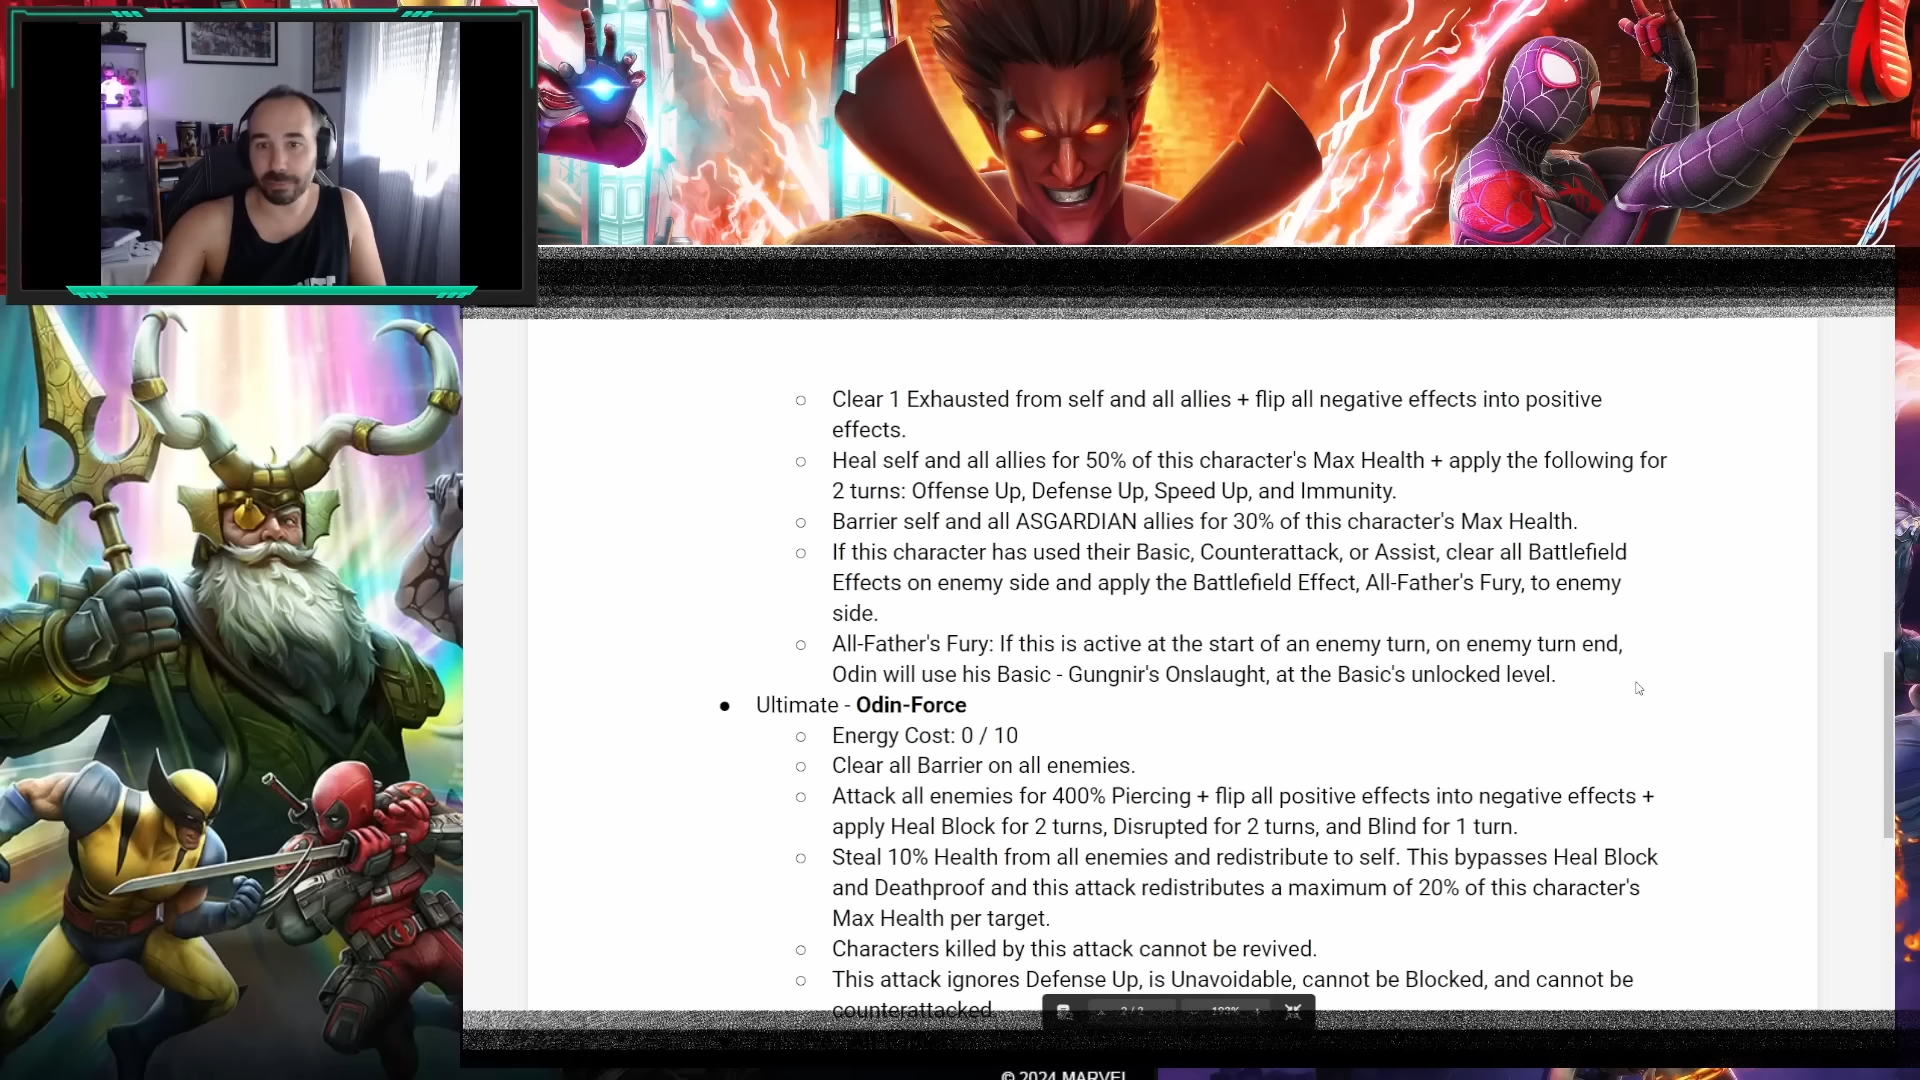 Clear 1 Exhausted from self and all allies + flip all negative effects into positive
effects.
Heal self and all allies for 50% of this character's Max Health + apply the following for
2 turns: Offense Up, Defense Up, Speed Up, and Immunity.
Barrier self and all ASGARDIAN allies for 30% of this character's Max Health.
If this character has used their Basic, Counterattack, or Assist, clear all Battlefield
Effects on enemy side and apply the Battlefield Effect, All-Father's Fury, to enemy
side.
All-Father's Fury: If this is active at the start of an enemy turn, on enemy turn end,
Odin will use his Basic - Gungnir's Onslaught, at the Basic's unlocked level.
Ultimate - Odin-Force
Energy Cost: 0 / 10
Clear all Barrier on all enemies.
Attack all enemies for 400% Piercing + flip all positive effects into negative effects +
apply Heal Block for 2 turns, Disrupted for 2 turns, and Blind for 1 turn.
Steal 10% Health from all enemies and redistribute to self. This bypasses Heal Block
and Deathproof and this attack redistributes a maximum of 20% of this character's
Max Health per target.
Characters killed by this attack cannot be revived.
This attack ignores Defense Up, is Unavoidable, cannot be Blocked, and cannot be
counterattacked.
© 2024 MARVEL